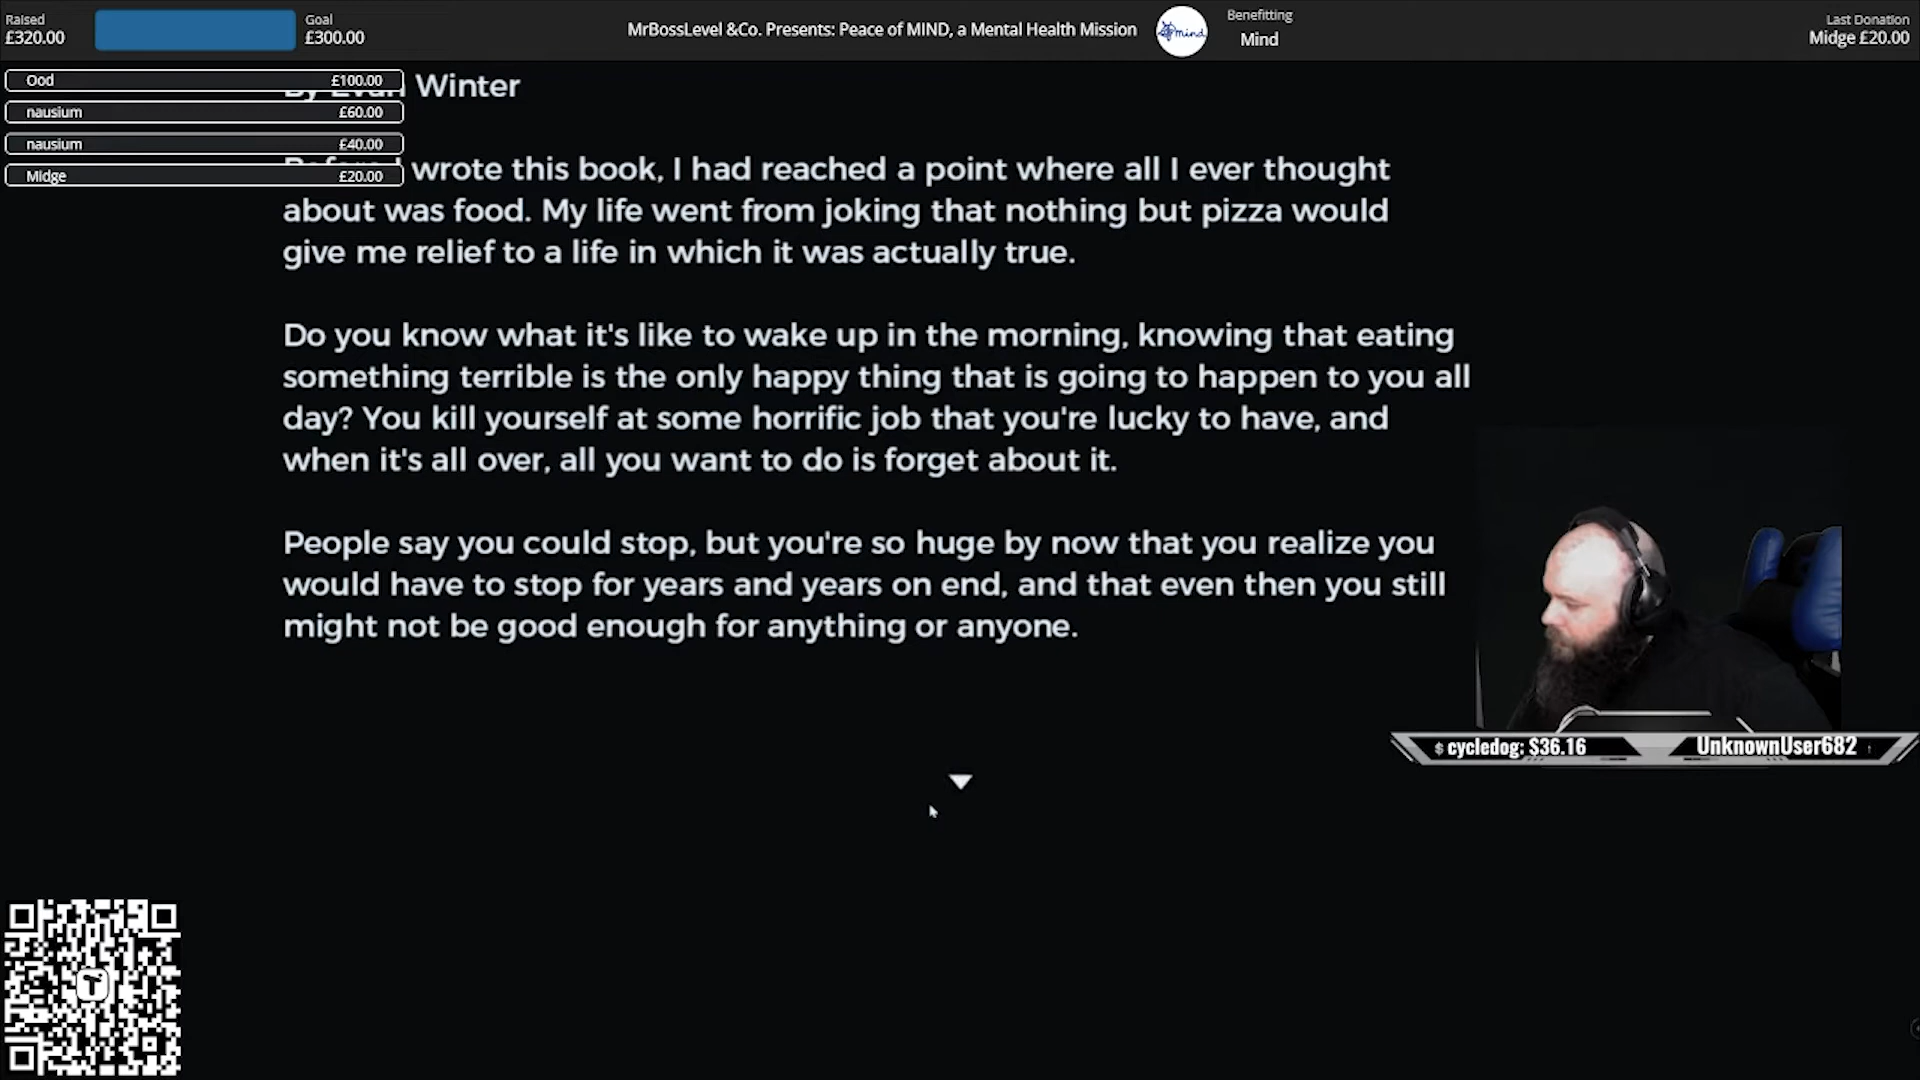 Raised
£320.00
Goal
£300.00
MrBossLevel &Co. Presents: Peace of MIND, a Mental Health Mission
mind
Benefitting
Mind
Last Donation
Midge £20.00
Ood £100.00
nausium £60.00
nausium £40.00
Midge £20.00
By Evan Winter
Before I wrote this book, I had reached a point where all I ever thought
about was food. My life went from joking that nothing but pizza would
give me relief to a life in which it was actually true.
Do you know what it's like to wake up in the morning, knowing that eating
something terrible is the only happy thing that is going to happen to you all
day? You kill yourself at some horrific job that you're lucky to have, and
when it's all over, all you want to do is forget about it.
People say you could stop, but you're so huge by now that you realize you
would have to stop for years and years on end, and that even then you still
might not be good enough for anything or anyone.
$ cycledog: $36.16
UnknownUser682
T